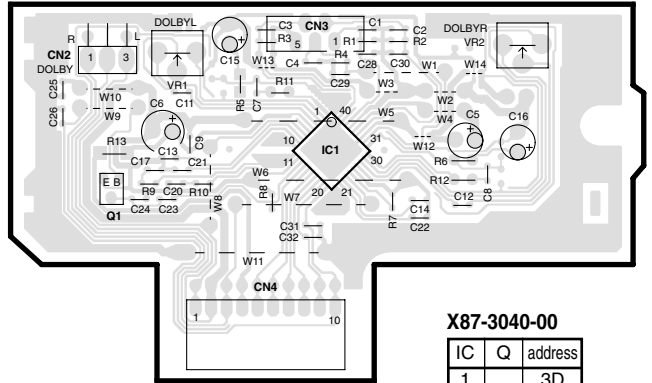 DOLBYL
CN3
DOLBYR
VR2
R
L
CN2
1
3
DOLBY
C15
C3
R3
5
1
C1
R1
C2
R2
W13
C4
R4
C28
C30
W1
W14
VR1
C11
R5
C7
R11
C29
W3
C25
W10
W2
C26
W9
C6
1
40
W5
W4
C5
C16
R13
C13
C9
10
IC1
31
W12
C17
C21
11
30
R6
E B
R9
C20
R10
W6
R8
20
21
R12
C8
Q1
C24
C23
W8
W7
R7
C14
C12
C31
C22
C32
W11
CN4
1
10
X87-3040-00
IC
Q
address
1
3D